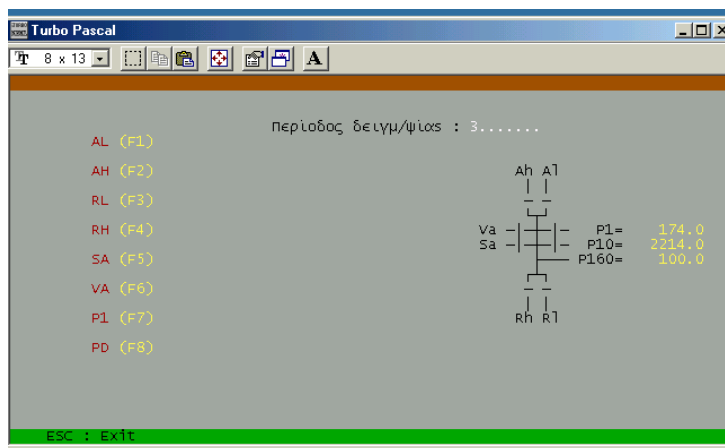 Turbo Pascal
8 x 13
A
Περίοδος δειγμ/ψίας : 3.......
AL (F1)
AH (F2)
RL (F3)
RH (F4)
SA (F5)
VA (F6)
P1 (F7)
PD (F8)
Ah Al
Va P1= 174.0
Sa P10= 2214.0
P160= 100.0
Rh Rl
ESC : Exit